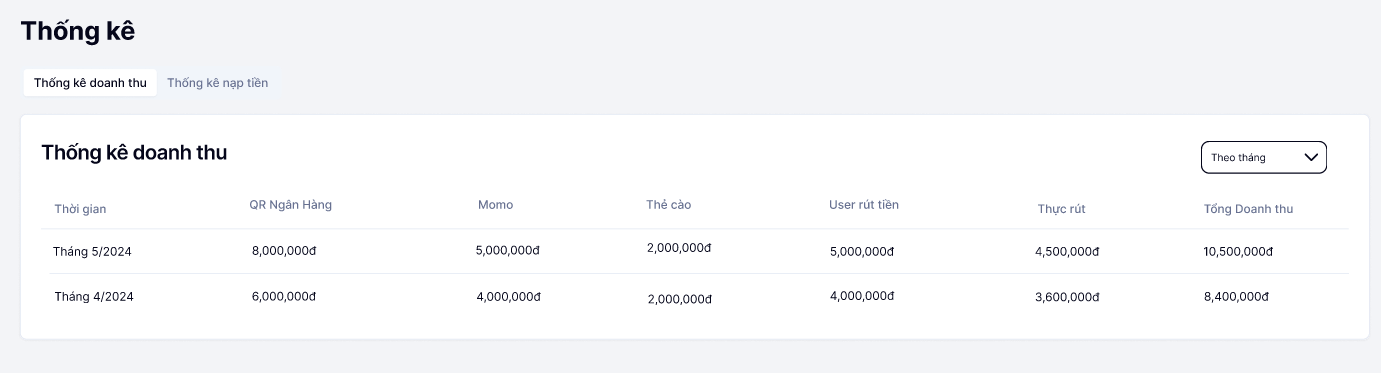 Thống kê
Thống kê doanh thu Thống kê nạp tiền
Thống kê doanh thu Theo tháng
Thời gian QR Ngân Hàng Momo Thẻ cào User rút tiền Thực rút Tổng Doanh thu
Tháng 5/2024 8,000,000đ 5,000,000đ 2,000,000đ 5,000,000đ 4,500,000đ 10,500,000đ
Tháng 4/2024 6,000,000đ 4,000,000đ 2,000,000đ 4,000,000đ 3,600,000đ 8,400,000đ